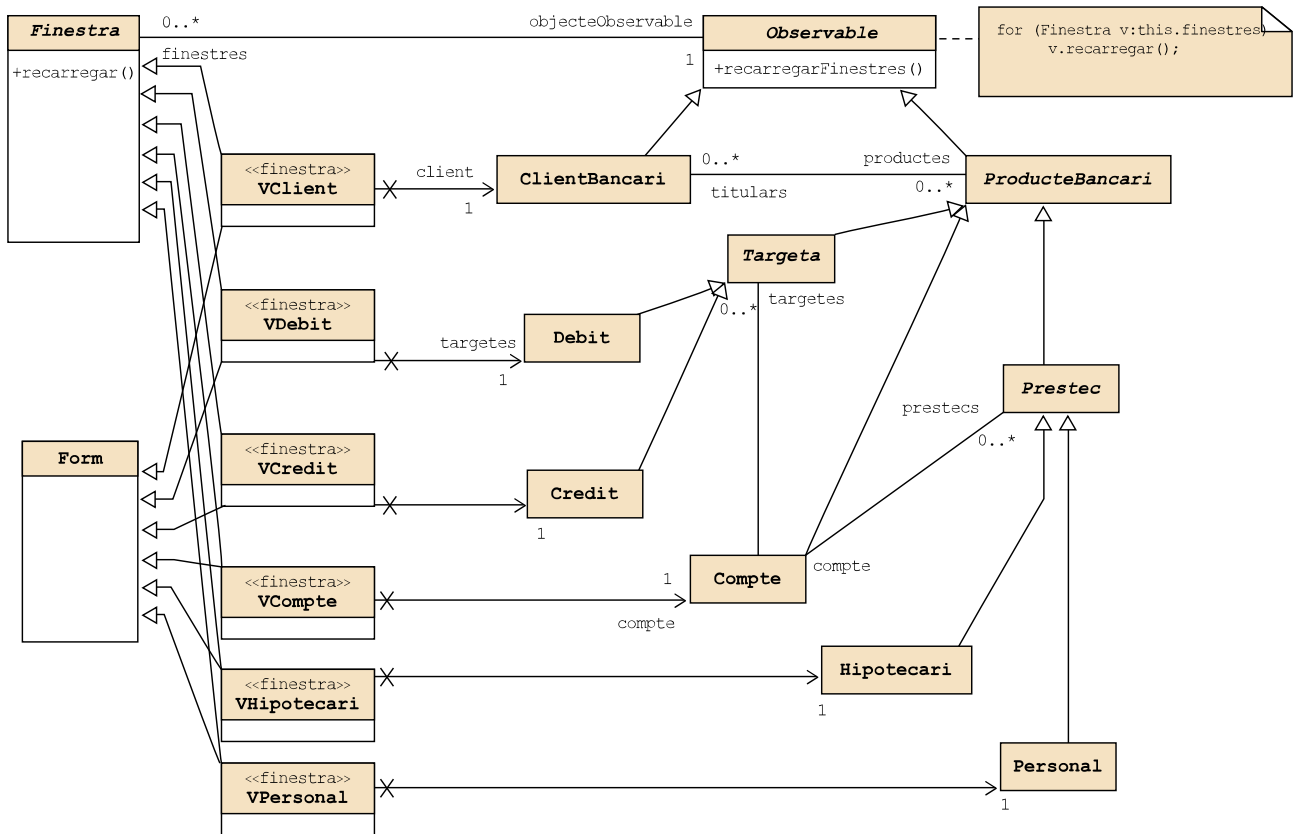 Finestra
0..*
objecteObservable
Observable
for (Finestra v:this.finestres)
v.recarregar();
finestres
1
+recarregar()
+recarregarFinestres()
<<finestra>>
VClient
client
1
ClientBancari
0..*
titulars
productes
0..*
ProducteBancari
Targeta
0..*
targetes
<<finestra>>
VDebit
targetes
1
Debit
Prestec
prestecs
0..*
Form
<<finestra>>
VCredit
Credit
1
<<finestra>>
VCompte
1
compte
Compte
compte
<<finestra>>
VHipotecari
Hipotecari
1
<<finestra>>
VPersonal
Personal
1